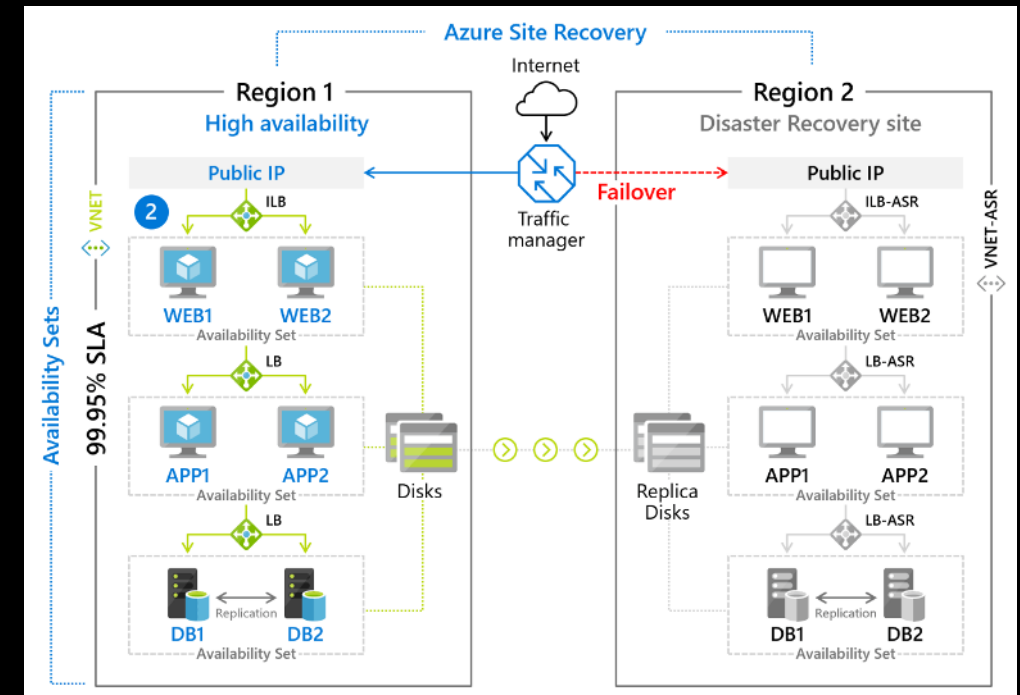 Azure Site Recovery
Internet
Region 1
High availability
Region 2
Disaster Recovery site
Public IP
Failover
Public IP
Traffic
manager
2
ILB
ILB-ASR
VNET
VNET-ASR
WEB1
WEB2
Availability Set
WEB1
WEB2
Availability Set
Availability Sets
99.95% SLA
LB
LB-ASR
APP1
APP2
Availability Set
Disks
Replica
Disks
APP1
APP2
Availability Set
LB
LB-ASR
Replication
DB1
DB2
Availability Set
Replication
DB1
DB2
Availability Set